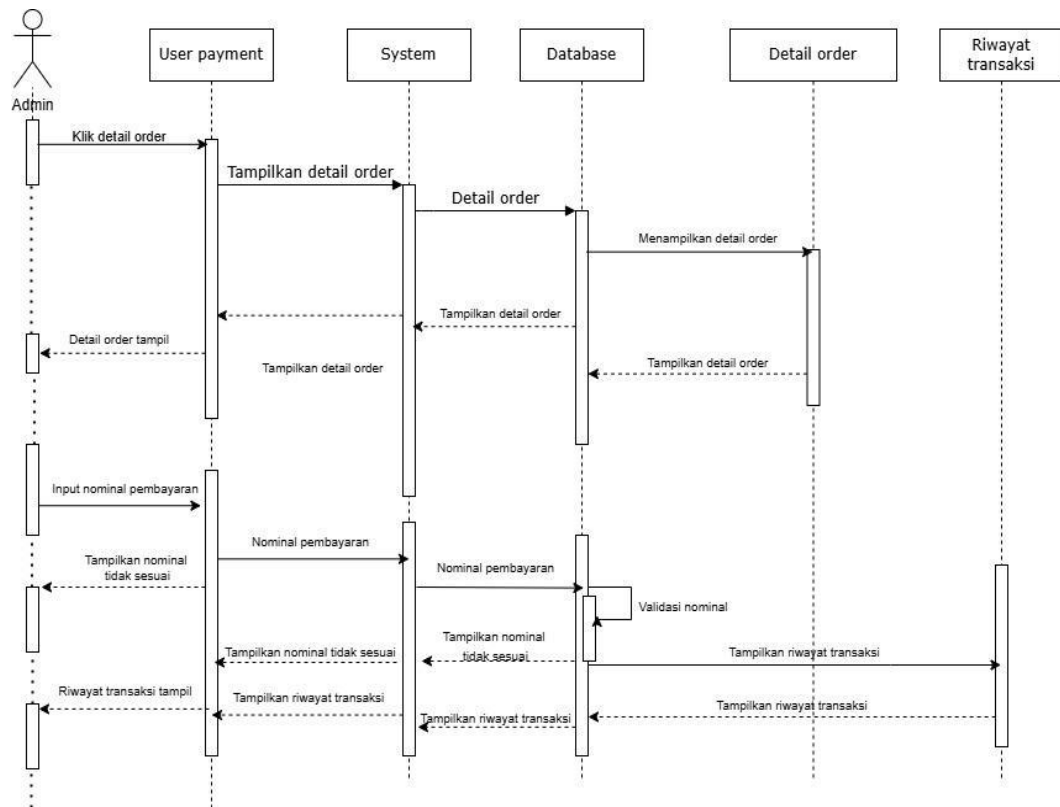 User payment
System
Database
Detail order
Riwayat
transaksi
Admin
Klik detail order
Tampilkan detail order
Detail order
Menampilkan detail order
Tampilkan detail order
Detail order tampil
Tampilkan detail order
Tampilkan detail order
Input nominal pembayaran
Nominal pembayaran
Tampilkan nominal
tidak sesuai
Nominal pembayaran
Validasi nominal
Tampilkan nominal
tidak sesuai
Tampilkan nominal tidak sesuai
Tampilkan riwayat transaksi
Riwayat transaksi tampil
Tampilkan riwayat transaksi
Tampilkan riwayat transaksi
Tampilkan riwayat transaksi